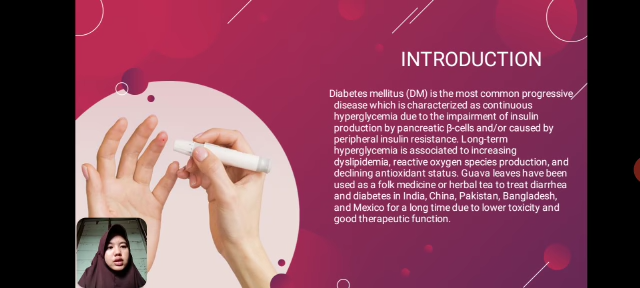 INTRODUCTION
Diabetes mellitus (DM) is the most common progressive
disease which is characterized as continuous
hyperglycemia due to the impairment of insulin
production by pancreatic β-cells and/or caused by
peripheral insulin resistance. Long-term
hyperglycemia is associated to increasing
dyslipidemia, reactive oxygen species production, and
declining antioxidant status. Guava leaves have been
used as a folk medicine or herbal tea to treat diarrhea
and diabetes in India, China, Pakistan, Bangladesh,
and Mexico for a long time due to lower toxicity and
good therapeutic function.